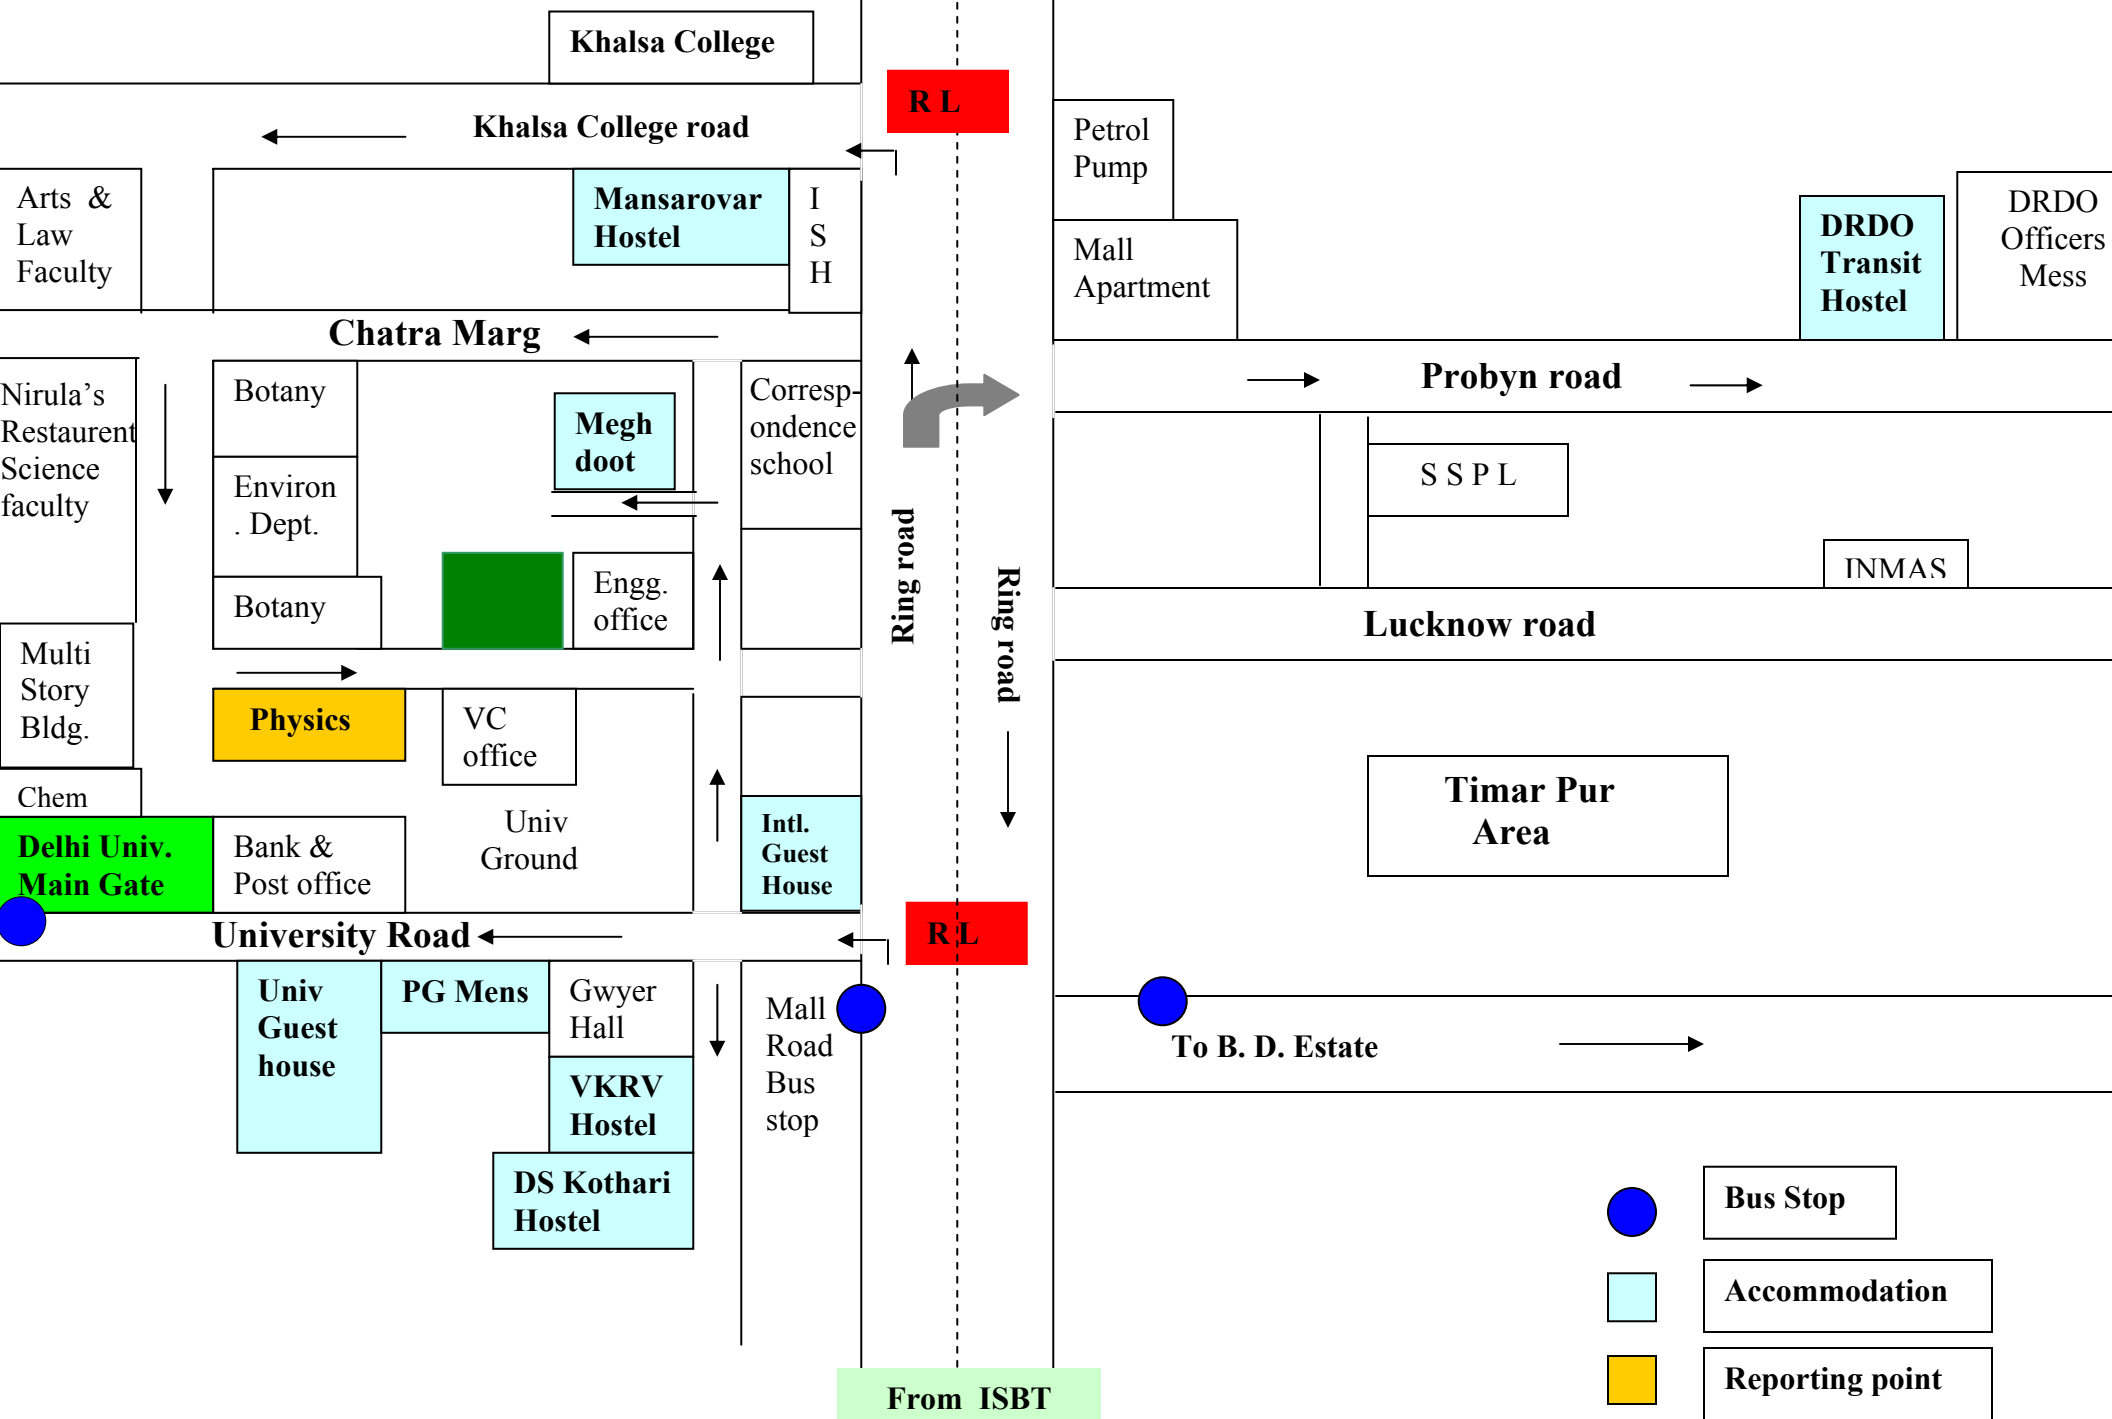 Khalsa College
R L
Khalsa College road
Petrol
Pump
Arts &
Law
Faculty
Mansarovar
Hostel
I
S
H
Mall
Apartment
DRDO
Transit
Hostel
DRDO
Officers
Mess
Chatra Marg
Probyn road
Nirula's
Restaurent
Science
faculty
Botany
Environ
. Dept.
Botany
Megh
doot
Corresp-
ondence
school
Engg.
office
Ring road
Ring road
S S P L
INMAS
Lucknow road
Multi
Story
Bldg.
Physics
VC
office
Chem
Univ
Ground
Intl.
Guest
House
Timar Pur
Area
Delhi Univ.
Main Gate
Bank &
Post office
University Road
R L
Univ
Guest
house
PG Mens
Gwyer
Hall
VKRV
Hostel
DS Kothari
Hostel
Mall
Road
Bus
stop
To B. D. Estate
Bus Stop
Accommodation
Reporting point
From ISBT